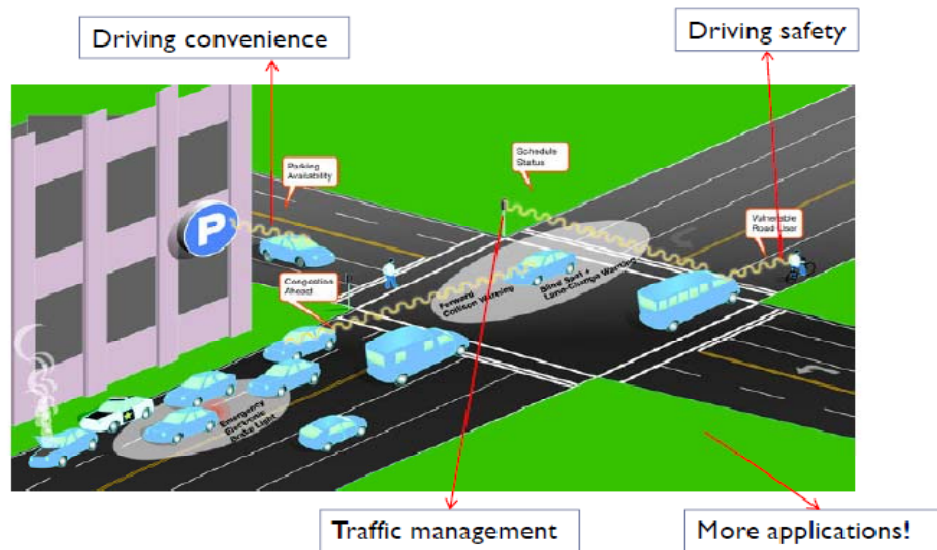 Driving convenience
Driving safety
Parking
Availability
Schedule
Status
P
Vulnerable
Road User
Congestion
Ahead!
Forward
Collision Warning
Blind Spot +
Lane-Change Warning
Emergency
Electronic
Brake Light
Traffic management
More applications!